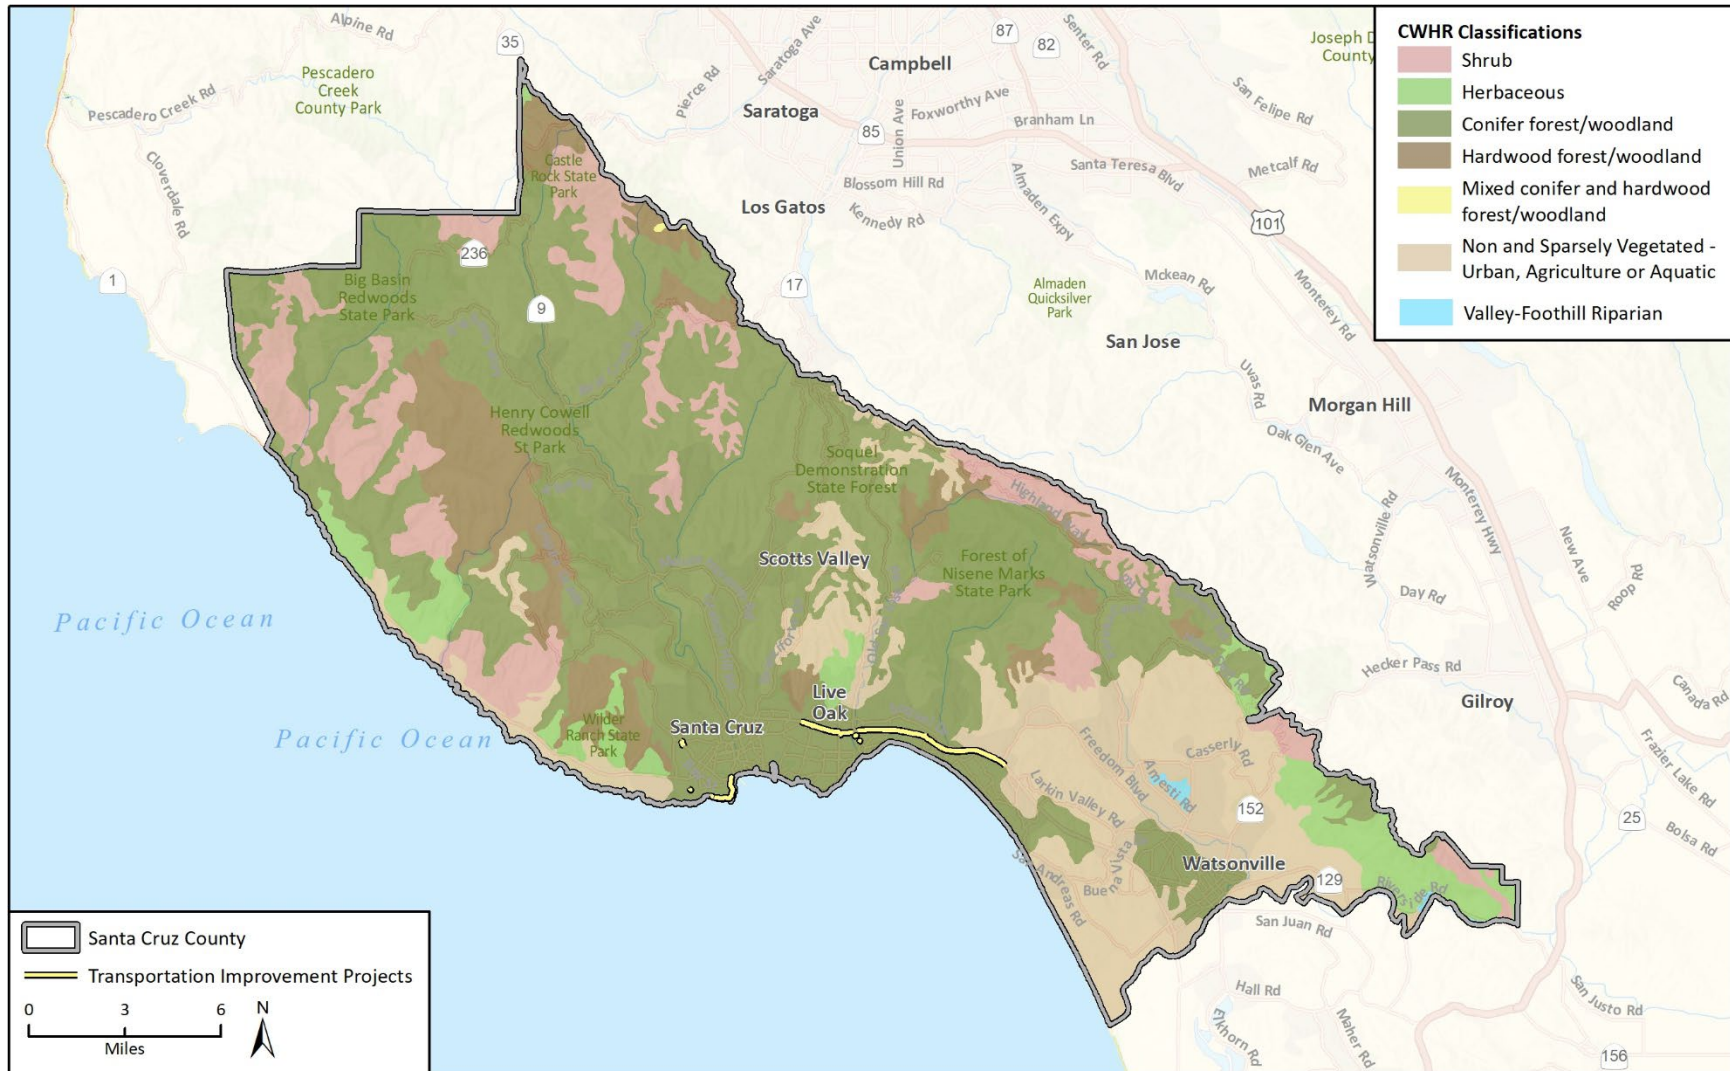 Alpine Rd
35
Saratoga Ave
87
82
Senter Rd
Joseph D
County
Pescadero
Creek
County Park
Pescadero Creek Rd
Pierce Rd
Campbell
Saratoga
Foxworthy Ave
Union Ave
85
Branham Ln
San Felipe Rd
Metcalf Rd
Santa Teresa Blvd
Cloverdale Rd
Castle
Rock State
Park
Blossom Hill Rd
Los Gatos
Kennedy Rd
Almaden Expy
101
236
1
Big Basin
Redwoods
State Park
9
17
Almaden
Quicksilver
Park
Mckean Rd
Monterey Rd
San Jose
Uvas Rd
Morgan Hill
Oak Glen Ave
Henry Cowell
Redwoods
St Park
Soquel
Demonstration
State Forest
Highland
Monterey Hwy
Watsonville Rd
New Ave
Roop Rd
Scotts Valley
Forest of
Nisene Marks
State Park
Day Rd
Pacific Ocean
Hecker Pass Rd
Canada Rd
Gilroy
Live
Oak
Santa Cruz
Wilder
Ranch State
Park
Pacific Ocean
Freedom Blvd
Casserly Rd
Amesti Rd
Larkin Valley Rd
152
Frazier Lake Rd
25
Bolsa Rd
Watsonville
San Andreas Rd
Buena Vista
129
Riverside Rd
San Juan Rd
Hall Rd
Elkhorn Rd
Maher Rd
San Justo Rd
156
CWHR Classifications
Shrub
Herbaceous
Conifer forest/woodland
Hardwood forest/woodland
Mixed conifer and hardwood
forest/woodland
Non and Sparsely Vegetated -
Urban, Agriculture or Aquatic
Valley-Foothill Riparian
Santa Cruz County
Transportation Improvement Projects
0 3 6
Miles
N